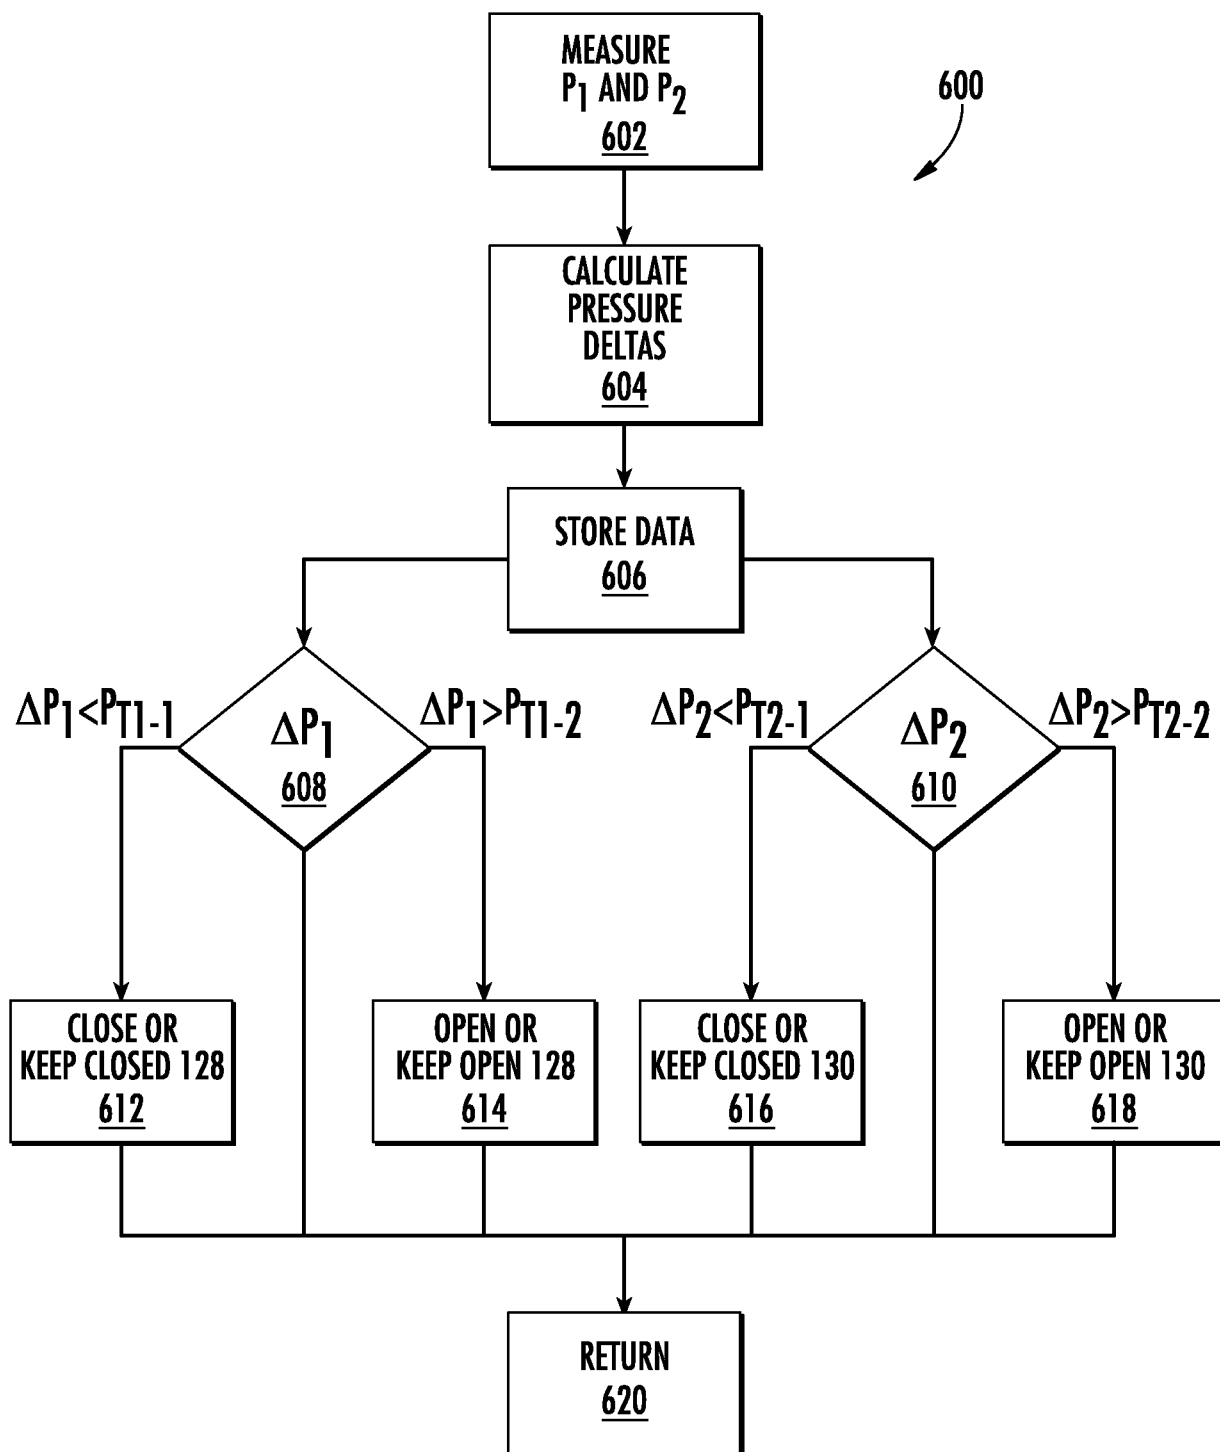 MEASURE
P1 AND P2
602
600
CALCULATE
PRESSURE
DELTAS
604
STORE DATA
606
ΔP1<PT1-1
ΔP1
608
ΔP1>PT1-2
ΔP2<PT2-1
ΔP2
610
ΔP2>PT2-2
CLOSE OR
KEEP CLOSED 128
612
OPEN OR
KEEP OPEN 128
614
CLOSE OR
KEEP CLOSED 130
616
OPEN OR
KEEP OPEN 130
618
RETURN
620